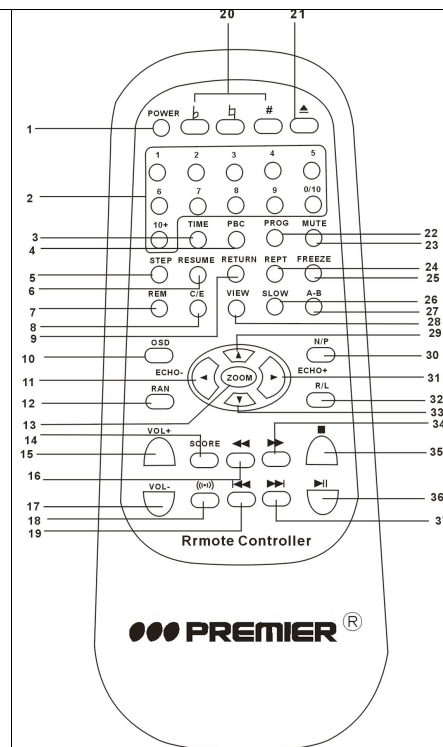 20
21
POWER ♭ ♮ # ⏏
1
1 2 3 4 5
2
6 7 8 9 0/10
10+ TIME PBC PROG MUTE
3
4
22
23
STEP RESUME RETURN REPT FREEZE
5
6
24
25
REM C/E VIEW SLOW A-B
7
8
9
26
27
28
OSD N/P
10
29
30
ECHO- ◄ ▲ ZOOM ► ECHO+
11
31
RAN ▼ R/L
12
32
13
33
VOL+ SCORE ◄◄ ►► ■
14
34
15
16
35
VOL- ((•)) |◄◄ ►►| ►||
17
18
19
36
37
Rrmote Controller
PREMIER ®